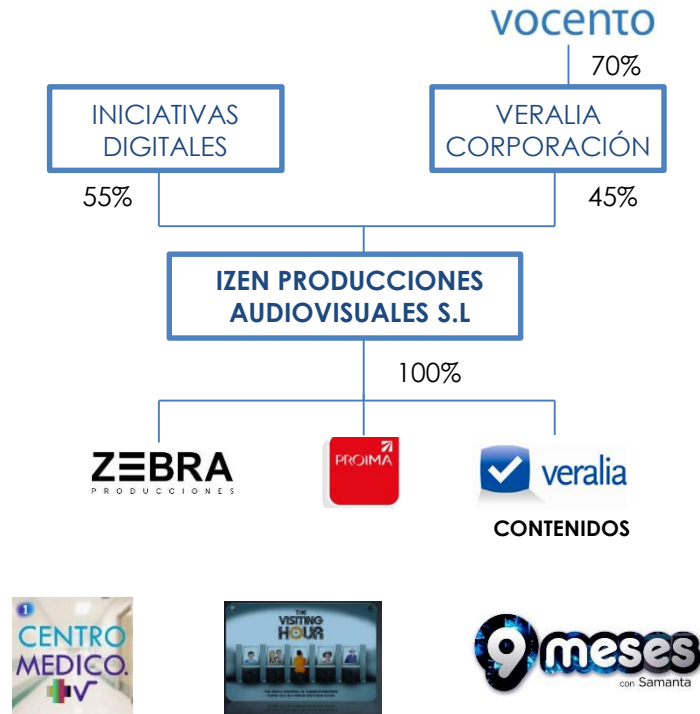 vocento
70%
INICIATIVAS
DIGITALES
VERALIA
CORPORACIÓN
55%
45%
IZEN PRODUCCIONES
AUDIOVISUALES S.L
100%
ZEBRA
PRODUCCIONES
PROIMA
veralia
CONTENIDOS
1
CENTRO
MEDICO.
THE
VISITING
HOUR
9 meses
con Samanta